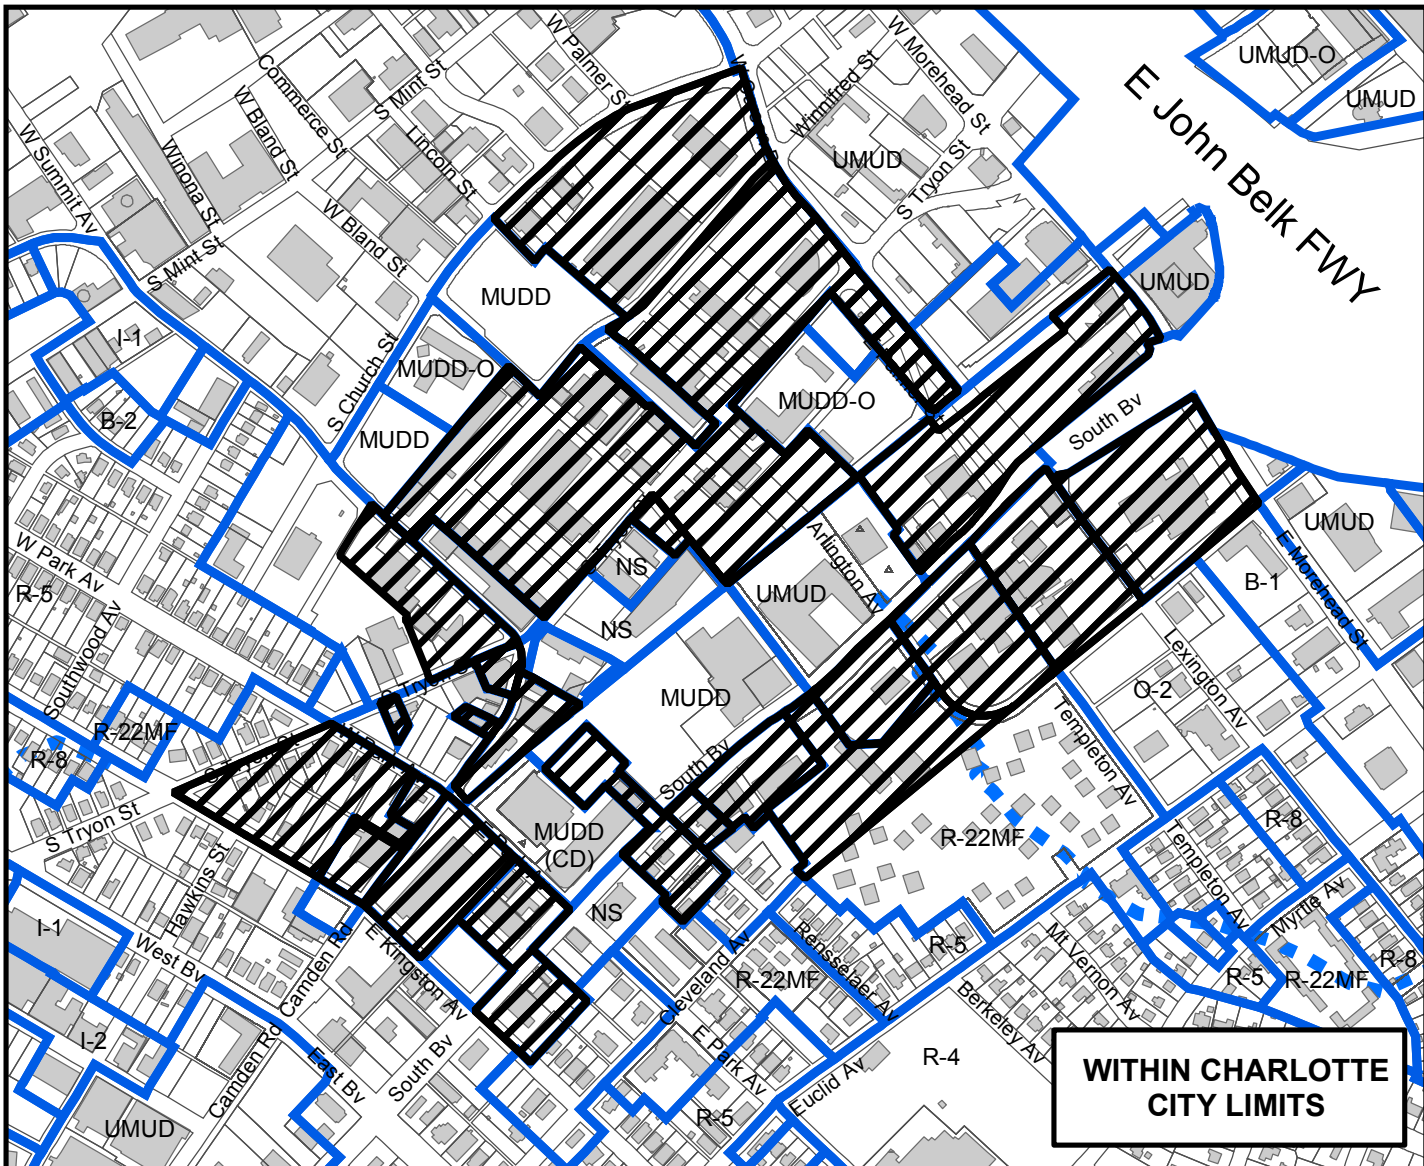 W Palmer St
W Morehead St
UMUD-O
UMUD
E John Belk FWY
Commerce St
S Mint St
Winnifred St
W Bland St
Lincoln St
UMUD
S Tryon St
W Summit Av
Winona St
W Bland St
S Mint St
UMUD
MUDD
I-1
S Church St
MUDD-O
MUDD-O
B-2
MUDD
South Bv
UMUD
Arlington Av
E Morehead St
W Park Av
R-5
NS
B-1
UMUD
Southwood Av
NS
Lexington Av
O-2
MUDD
S Tryon St
Templeton Av
R-22MF
R-8
South Bv
S Tryon St
MUDD
(CD)
R-22MF
Templeton Av
R-8
Hawkins St
NS
Myrtle Av
I-1
West Bv
E Kingston Av
Camden Rd
Cleveland Av
R-22MF
Rensselaer Av
R-5
Mt Vernon Av
R-5
R-22MF
R-8
Berkeley Av
I-2
Camden Rd
East Bv
South Bv
E Park Av
Euclid Av
R-4
R-5
UMUD
WITHIN CHARLOTTE
CITY LIMITS